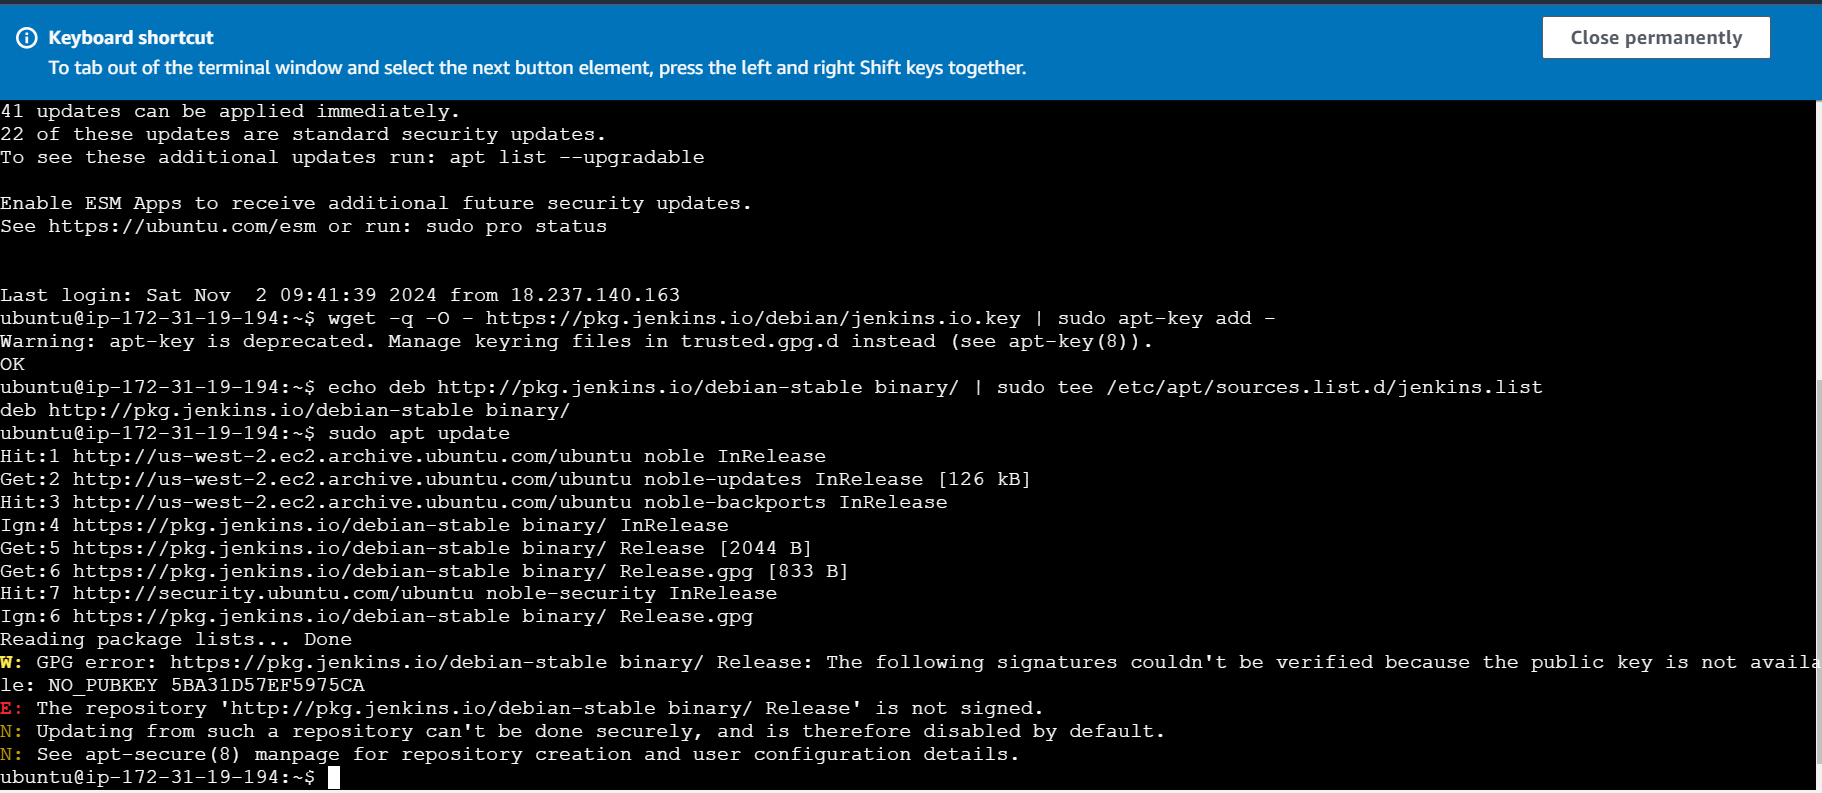 Keyboard shortcut
Close permanently
To tab out of the terminal window and select the next button element, press the left and right Shift keys together.
41 updates can be applied immediately.
22 of these updates are standard security updates.
To see these additional updates run: apt list --upgradable
Enable ESM Apps to receive additional future security updates.
See https://ubuntu.com/esm or run: sudo pro status
Last login: Sat Nov  2 09:41:39 2024 from 18.237.140.163
ubuntu@ip-172-31-19-194:~$ wget -q -O - https://pkg.jenkins.io/debian/jenkins.io.key | sudo apt-key add -
Warning: apt-key is deprecated. Manage keyring files in trusted.gpg.d instead (see apt-key(8)).
OK
ubuntu@ip-172-31-19-194:~$ echo deb http://pkg.jenkins.io/debian-stable binary/ | sudo tee /etc/apt/sources.list.d/jenkins.list
deb http://pkg.jenkins.io/debian-stable binary/
ubuntu@ip-172-31-19-194:~$ sudo apt update
Hit:1 http://us-west-2.ec2.archive.ubuntu.com/ubuntu noble InRelease
Get:2 http://us-west-2.ec2.archive.ubuntu.com/ubuntu noble-updates InRelease [126 kB]
Hit:3 http://us-west-2.ec2.archive.ubuntu.com/ubuntu noble-backports InRelease
Ign:4 https://pkg.jenkins.io/debian-stable binary/ InRelease
Get:5 https://pkg.jenkins.io/debian-stable binary/ Release [2044 B]
Get:6 https://pkg.jenkins.io/debian-stable binary/ Release.gpg [833 B]
Hit:7 http://security.ubuntu.com/ubuntu noble-security InRelease
Ign:6 https://pkg.jenkins.io/debian-stable binary/ Release.gpg
Reading package lists... Done
W: GPG error: https://pkg.jenkins.io/debian-stable binary/ Release: The following signatures couldn't be verified because the public key is not availa
le: NO_PUBKEY 5BA31D57EF5975CA
E: The repository 'http://pkg.jenkins.io/debian-stable binary/ Release' is not signed.
N: Updating from such a repository can't be done securely, and is therefore disabled by default.
N: See apt-secure(8) manpage for repository creation and user configuration details.
ubuntu@ip-172-31-19-194:~$